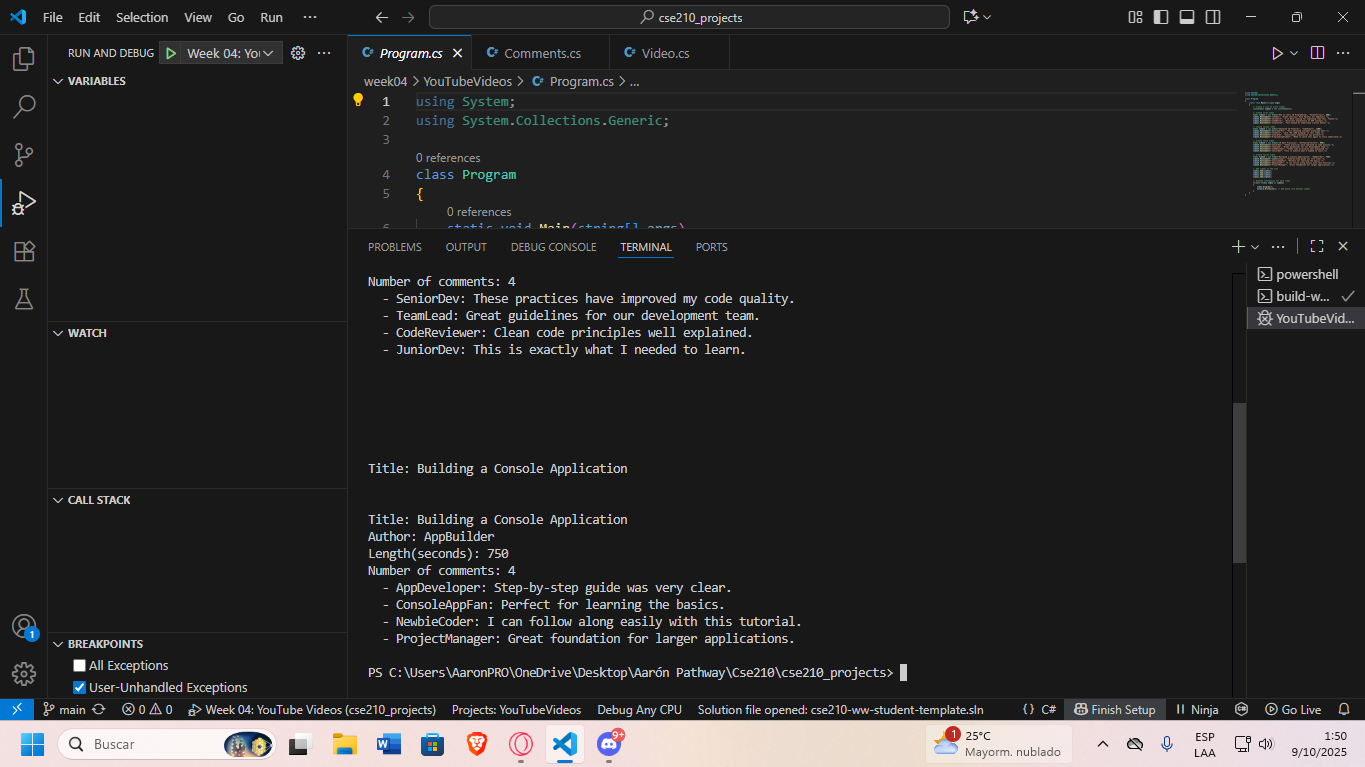 File Edit Selection View Go Run ··· cse210_projects
RUN AND DEBUG Week 04: Yo
Program.cs Comments.cs Video.cs
VARIABLES
week04 > YouTubeVideos > Program.cs > ...
1 using System;
2 using System.Collections.Generic;
3
0 references
4 class Program
5 {
0 references
6 static void Main(string[] args)
PROBLEMS OUTPUT DEBUG CONSOLE TERMINAL PORTS
powershell
build-w...
YouTubeVid...
Number of comments: 4
- SeniorDev: These practices have improved my code quality.
- TeamLead: Great guidelines for our development team.
- CodeReviewer: Clean code principles well explained.
- JuniorDev: This is exactly what I needed to learn.
Title: Building a Console Application
Title: Building a Console Application
Author: AppBuilder
Length(seconds): 750
Number of comments: 4
- AppDeveloper: Step-by-step guide was very clear.
- ConsoleAppFan: Perfect for learning the basics.
- NewbieCoder: I can follow along easily with this tutorial.
- ProjectManager: Great foundation for larger applications.
PS C:\Users\AaronPRO\OneDrive\Desktop\Aarón Pathway\Cse210\cse210_projects>
WATCH
CALL STACK
BREAKPOINTS
All Exceptions
User-Unhandled Exceptions
1
main 0 0 Week 04: YouTube Videos (cse210_projects) Projects: YouTubeVideos Debug Any CPU Solution file opened: cse210-ww-student-template.sln {} C# Finish Setup Ninja Go Live
Buscar
9+
1
25°C
Mayorm. nublado
ESP
LAA
1:50
9/10/2025